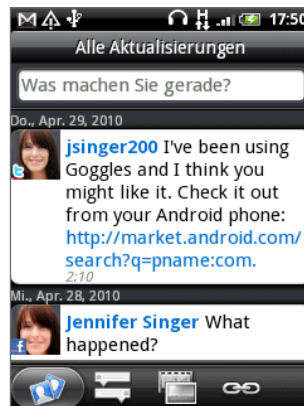 17:50
Alle Aktualisierungen
Was machen Sie gerade?
Do., Apr. 29, 2010
jsinger200 I've been using
Goggles and I think you
might like it. Check it out
from your Android phone:
http://market.android.com/
search?q=pname:com.
2:10
Mi., Apr. 28, 2010
Jennifer Singer What
happened?